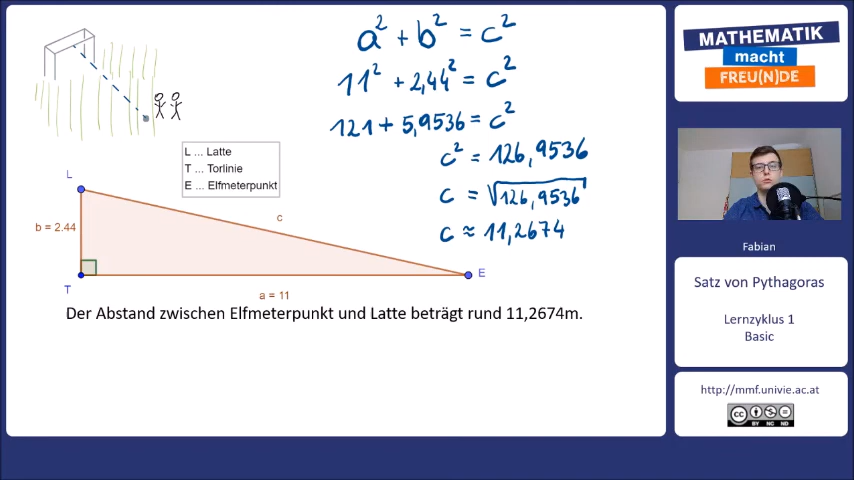 a² + b² = c²
11² + 2,44² = c²
121 + 5,9536 = c²
c² = 126,9536
c = √126,9536
c ≈ 11,2674
L ... Latte
T ... Torlinie
E ... Elfmeterpunkt
L
c
b = 2.44
T
E
a = 11
Der Abstand zwischen Elfmeterpunkt und Latte beträgt rund 11,2674m.
MATHEMATIK
macht
FREU(N)DE
Fabian
Satz von Pythagoras
Lernzyklus 1
Basic
http://mmf.univie.ac.at
cc
BY NC ND